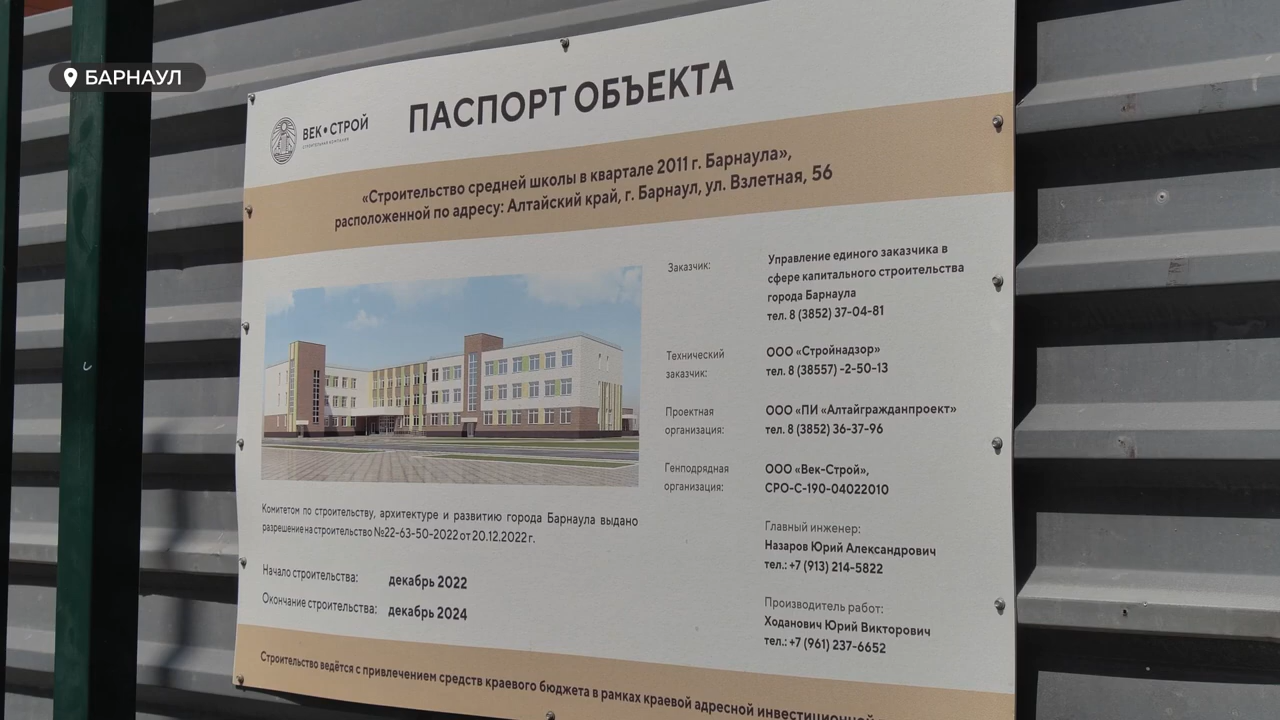 БАРНАУЛ
ВЕК•СТРОЙ
СТРОИТЕЛЬНАЯ КОМПАНИЯ
ПАСПОРТ ОБЪЕКТА
«Строительство средней школы в квартале 2011 г. Барнаула»,
расположенной по адресу: Алтайский край, г. Барнаул, ул. Взлетная, 56
Заказчик:
Управление единого заказчика в
сфере капитального строительства
города Барнаула
тел. 8 (3852) 37-04-81
Технический
заказчик:
ООО «Стройнадзор»
тел. 8 (38557) -2-50-13
Проектная
организация:
ООО «ПИ «Алтайгражданпроект»
тел. 8 (3852) 36-37-96
Генподрядная
организация:
ООО «Век-Строй»,
СРО-С-190-04022010
Главный инженер:
Назаров Юрий Александрович
тел.: +7 (913) 214-5822
Производитель работ:
Ходанович Юрий Викторович
тел.: +7 (961) 237-6652
Комитетом по строительству, архитектуре и развитию города Барнаула выдано
разрешение на строительство №22-63-50-2022 от 20.12.2022 г.
Начало строительства: декабрь 2022
Окончание строительства: декабрь 2024
Строительство ведётся с привлечением средств краевого бюджета в рамках краевой адресной инвестиционной